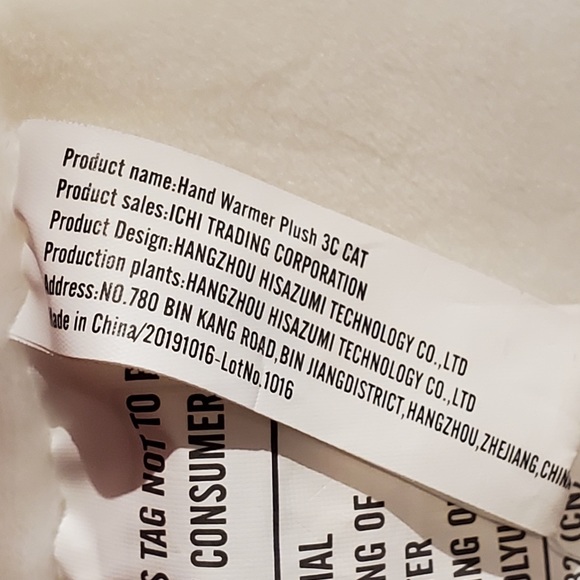 Product name:Hand Warmer Plush 3C CAT
Product sales:ICHI TRADING CORPORATION
Product Design:HANGZHOU HISAZUMI TECHNOLOGY CO.,LTD
Production plants:HANGZHOU HISAZUMI TECHNOLOGY CO.,LTD
Address:NO.780 BIN KANG ROAD,BIN JIANGDISTRICT,HANGZHOU,ZHEJIANG,CHINA
Made in China/20191016-LotNo.1016
TAG NOT TO
CONSUMER